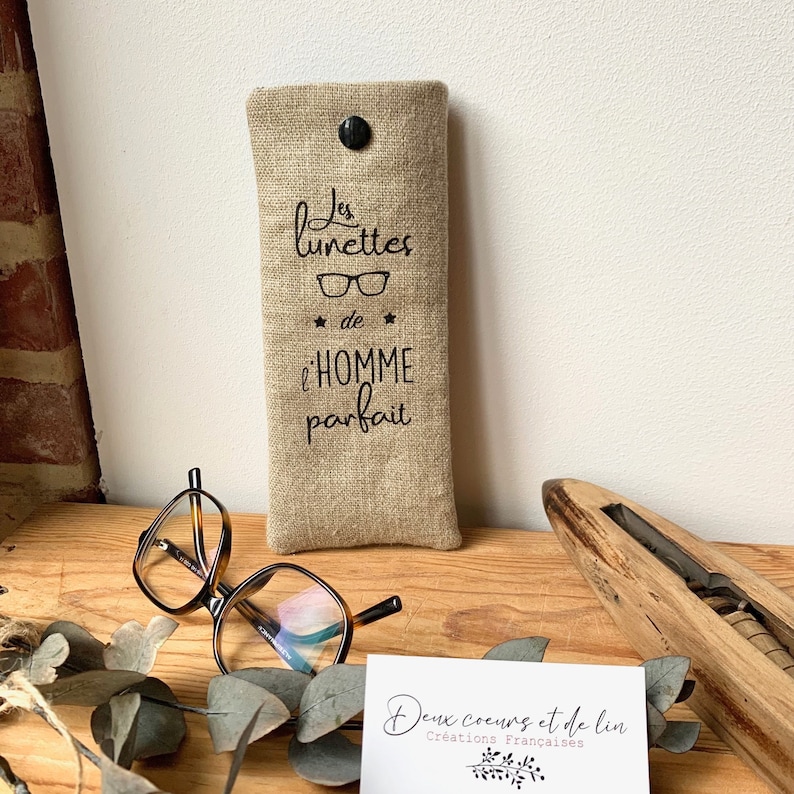 Les
lunettes
de
l'HOMME
parfait
Deux coeurs et de lin
Créations Françaises